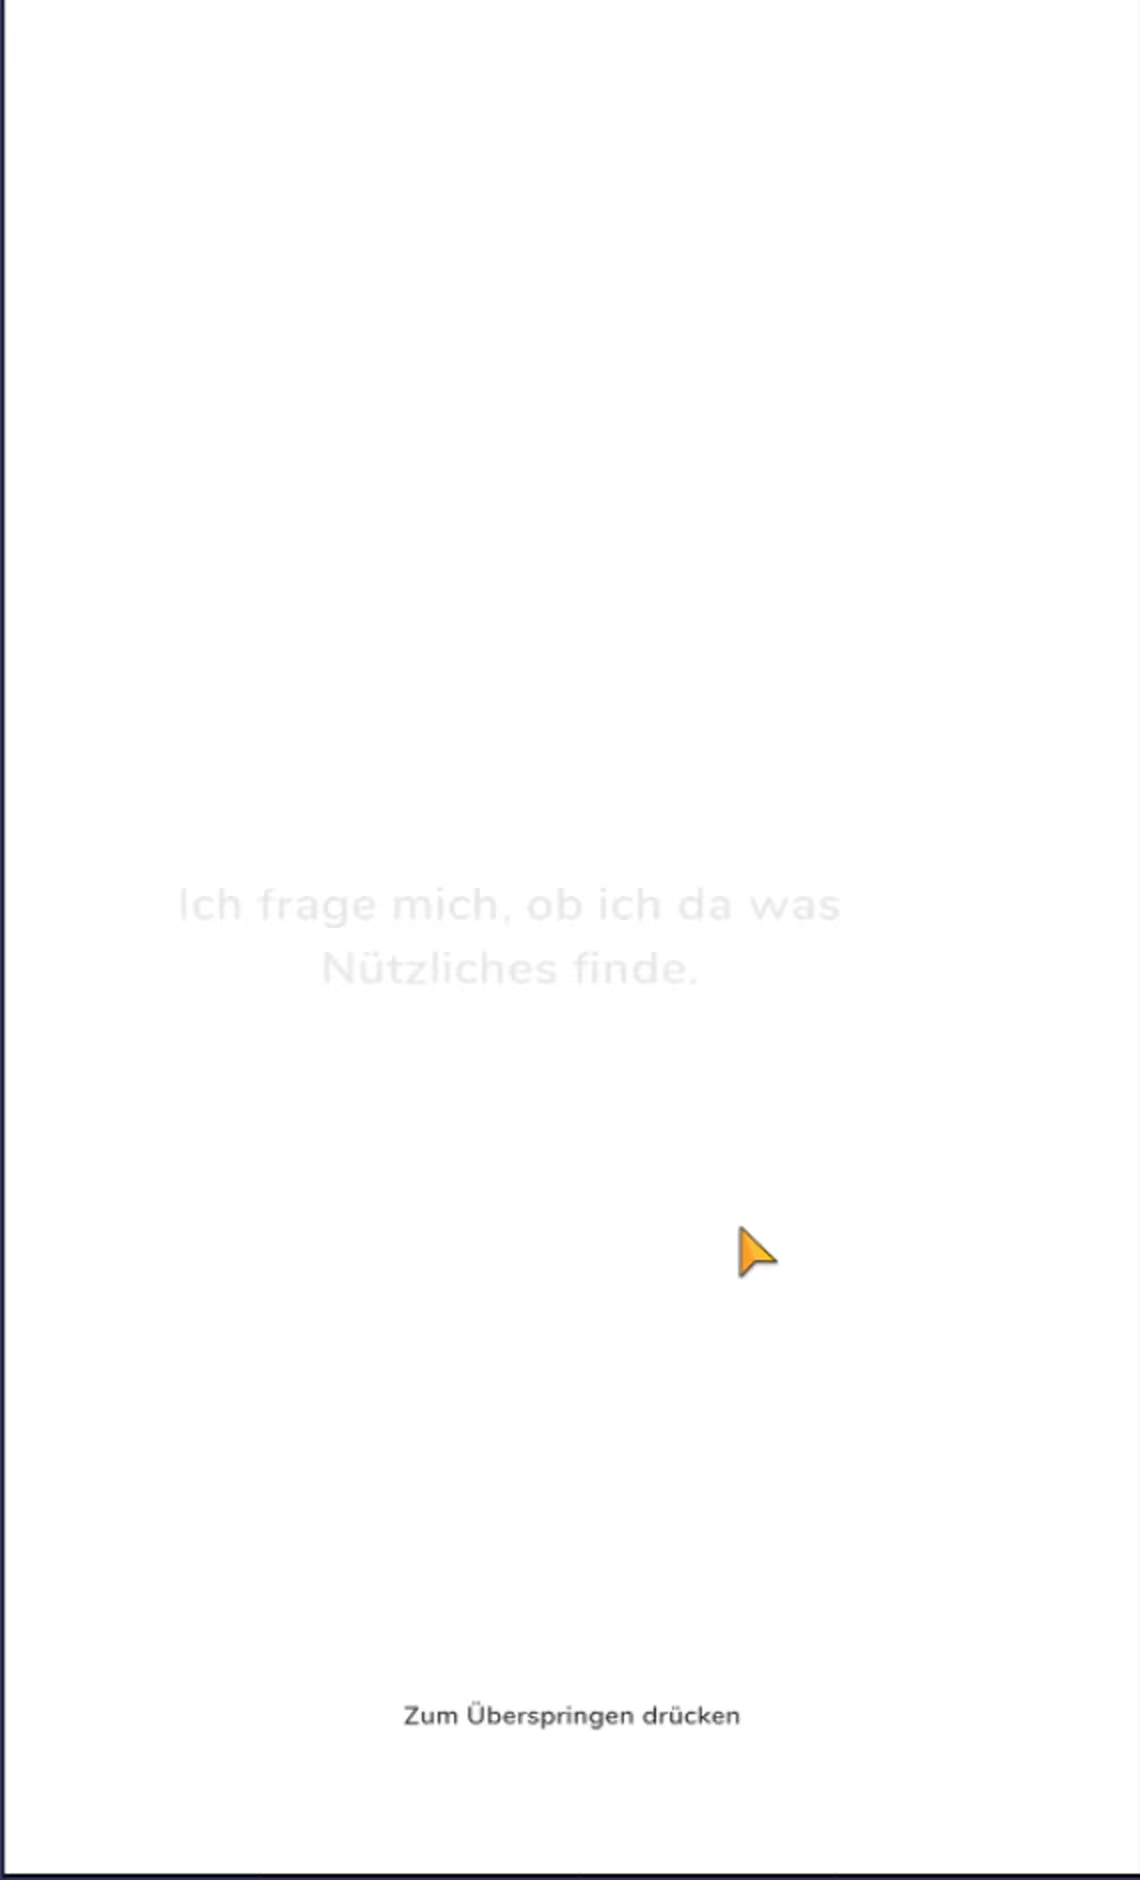 Ich frage mich, ob ich da was
Nützliches finde.
Zum Überspringen drücken